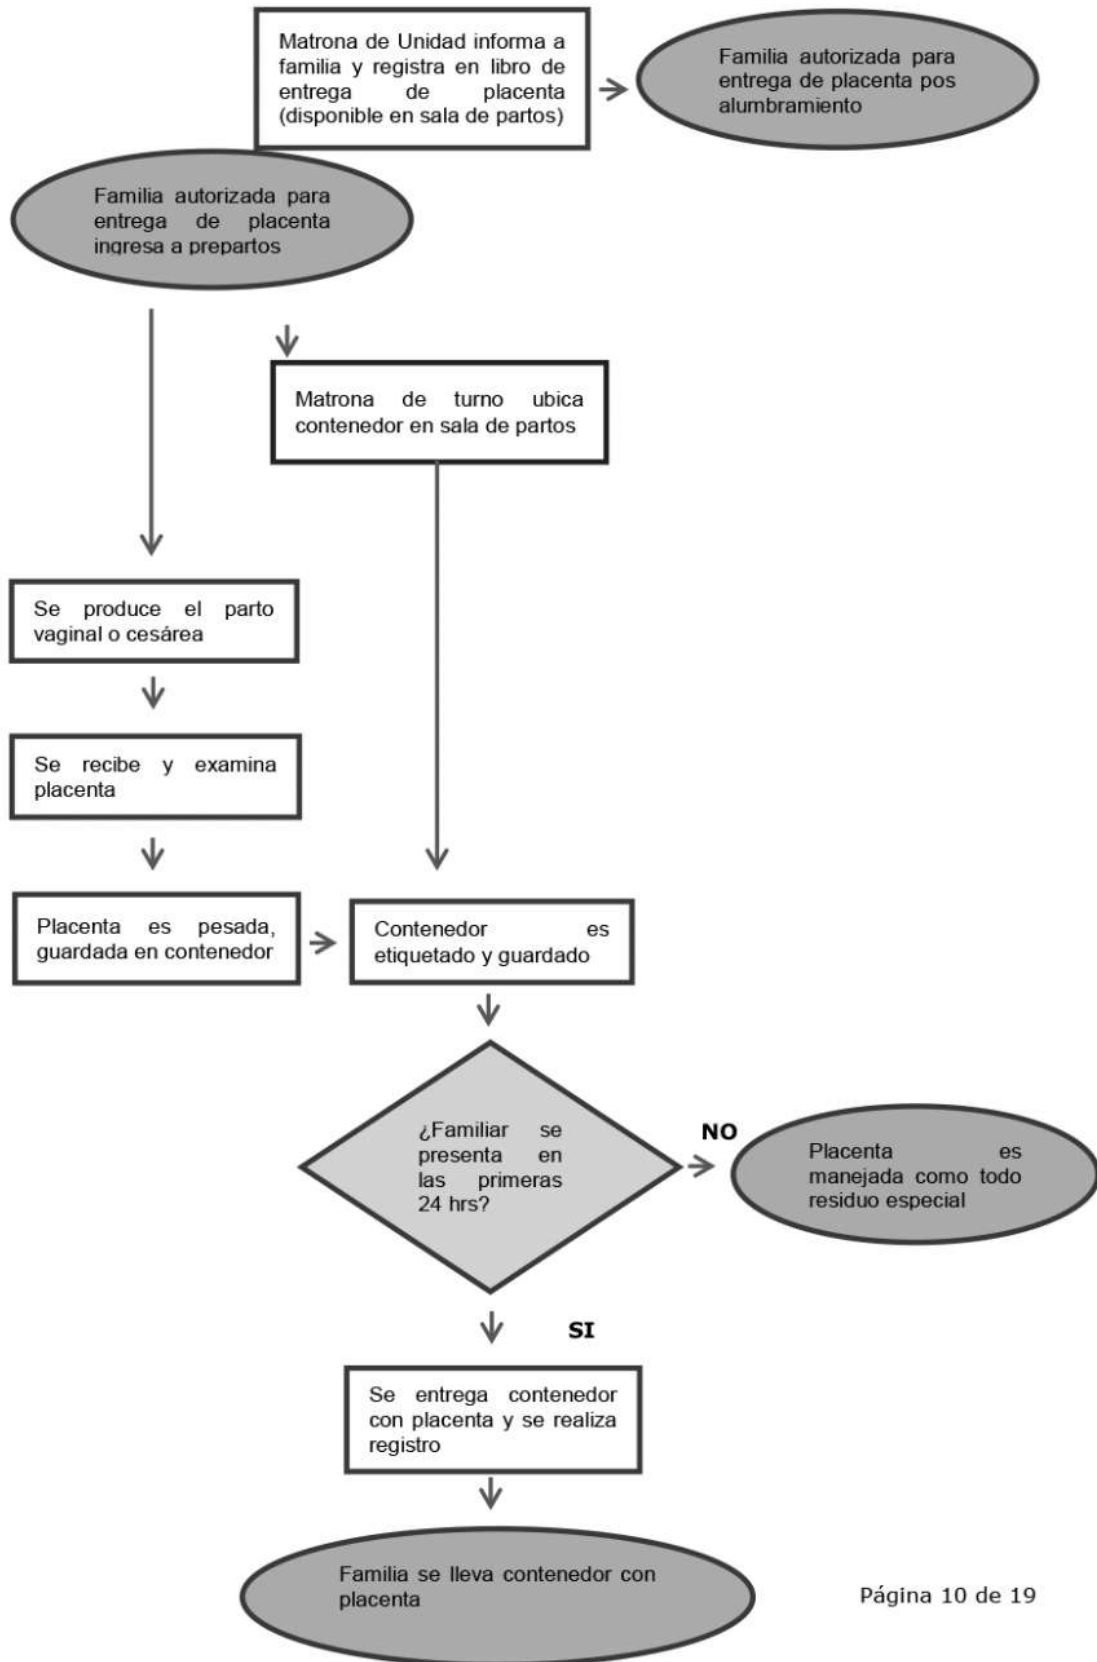 Matrona de Unidad informa a
familia y registra en libro de
entrega de placenta
(disponible en sala de partos)
Familia autorizada para
entrega de placenta pos
alumbramiento
Familia autorizada para
entrega de placenta
ingresa a prepartos
Matrona de turno ubica
contenedor en sala de partos
Se produce el parto
vaginal o cesárea
Se recibe y examina
placenta
Placenta es pesada,
guardada en contenedor
Contenedor es
etiquetado y guardado
¿Familiar se
presenta en
las primeras
24 hrs?
NO
Placenta es
manejada como todo
residuo especial
SI
Se entrega contenedor
con placenta y se realiza
registro
Familia se lleva contenedor con
placenta
Página 10 de 19